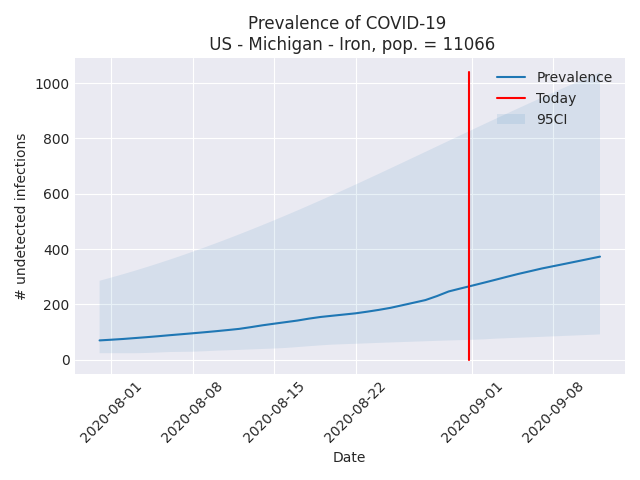 Prevalence of COVID-19
US - Michigan - Iron, pop. = 11066
Prevalence
Today
95CI
# undetected infections
1000
800
600
400
200
0
2020-08-01
2020-08-08
2020-08-15
2020-08-22
2020-09-01
2020-09-08
Date